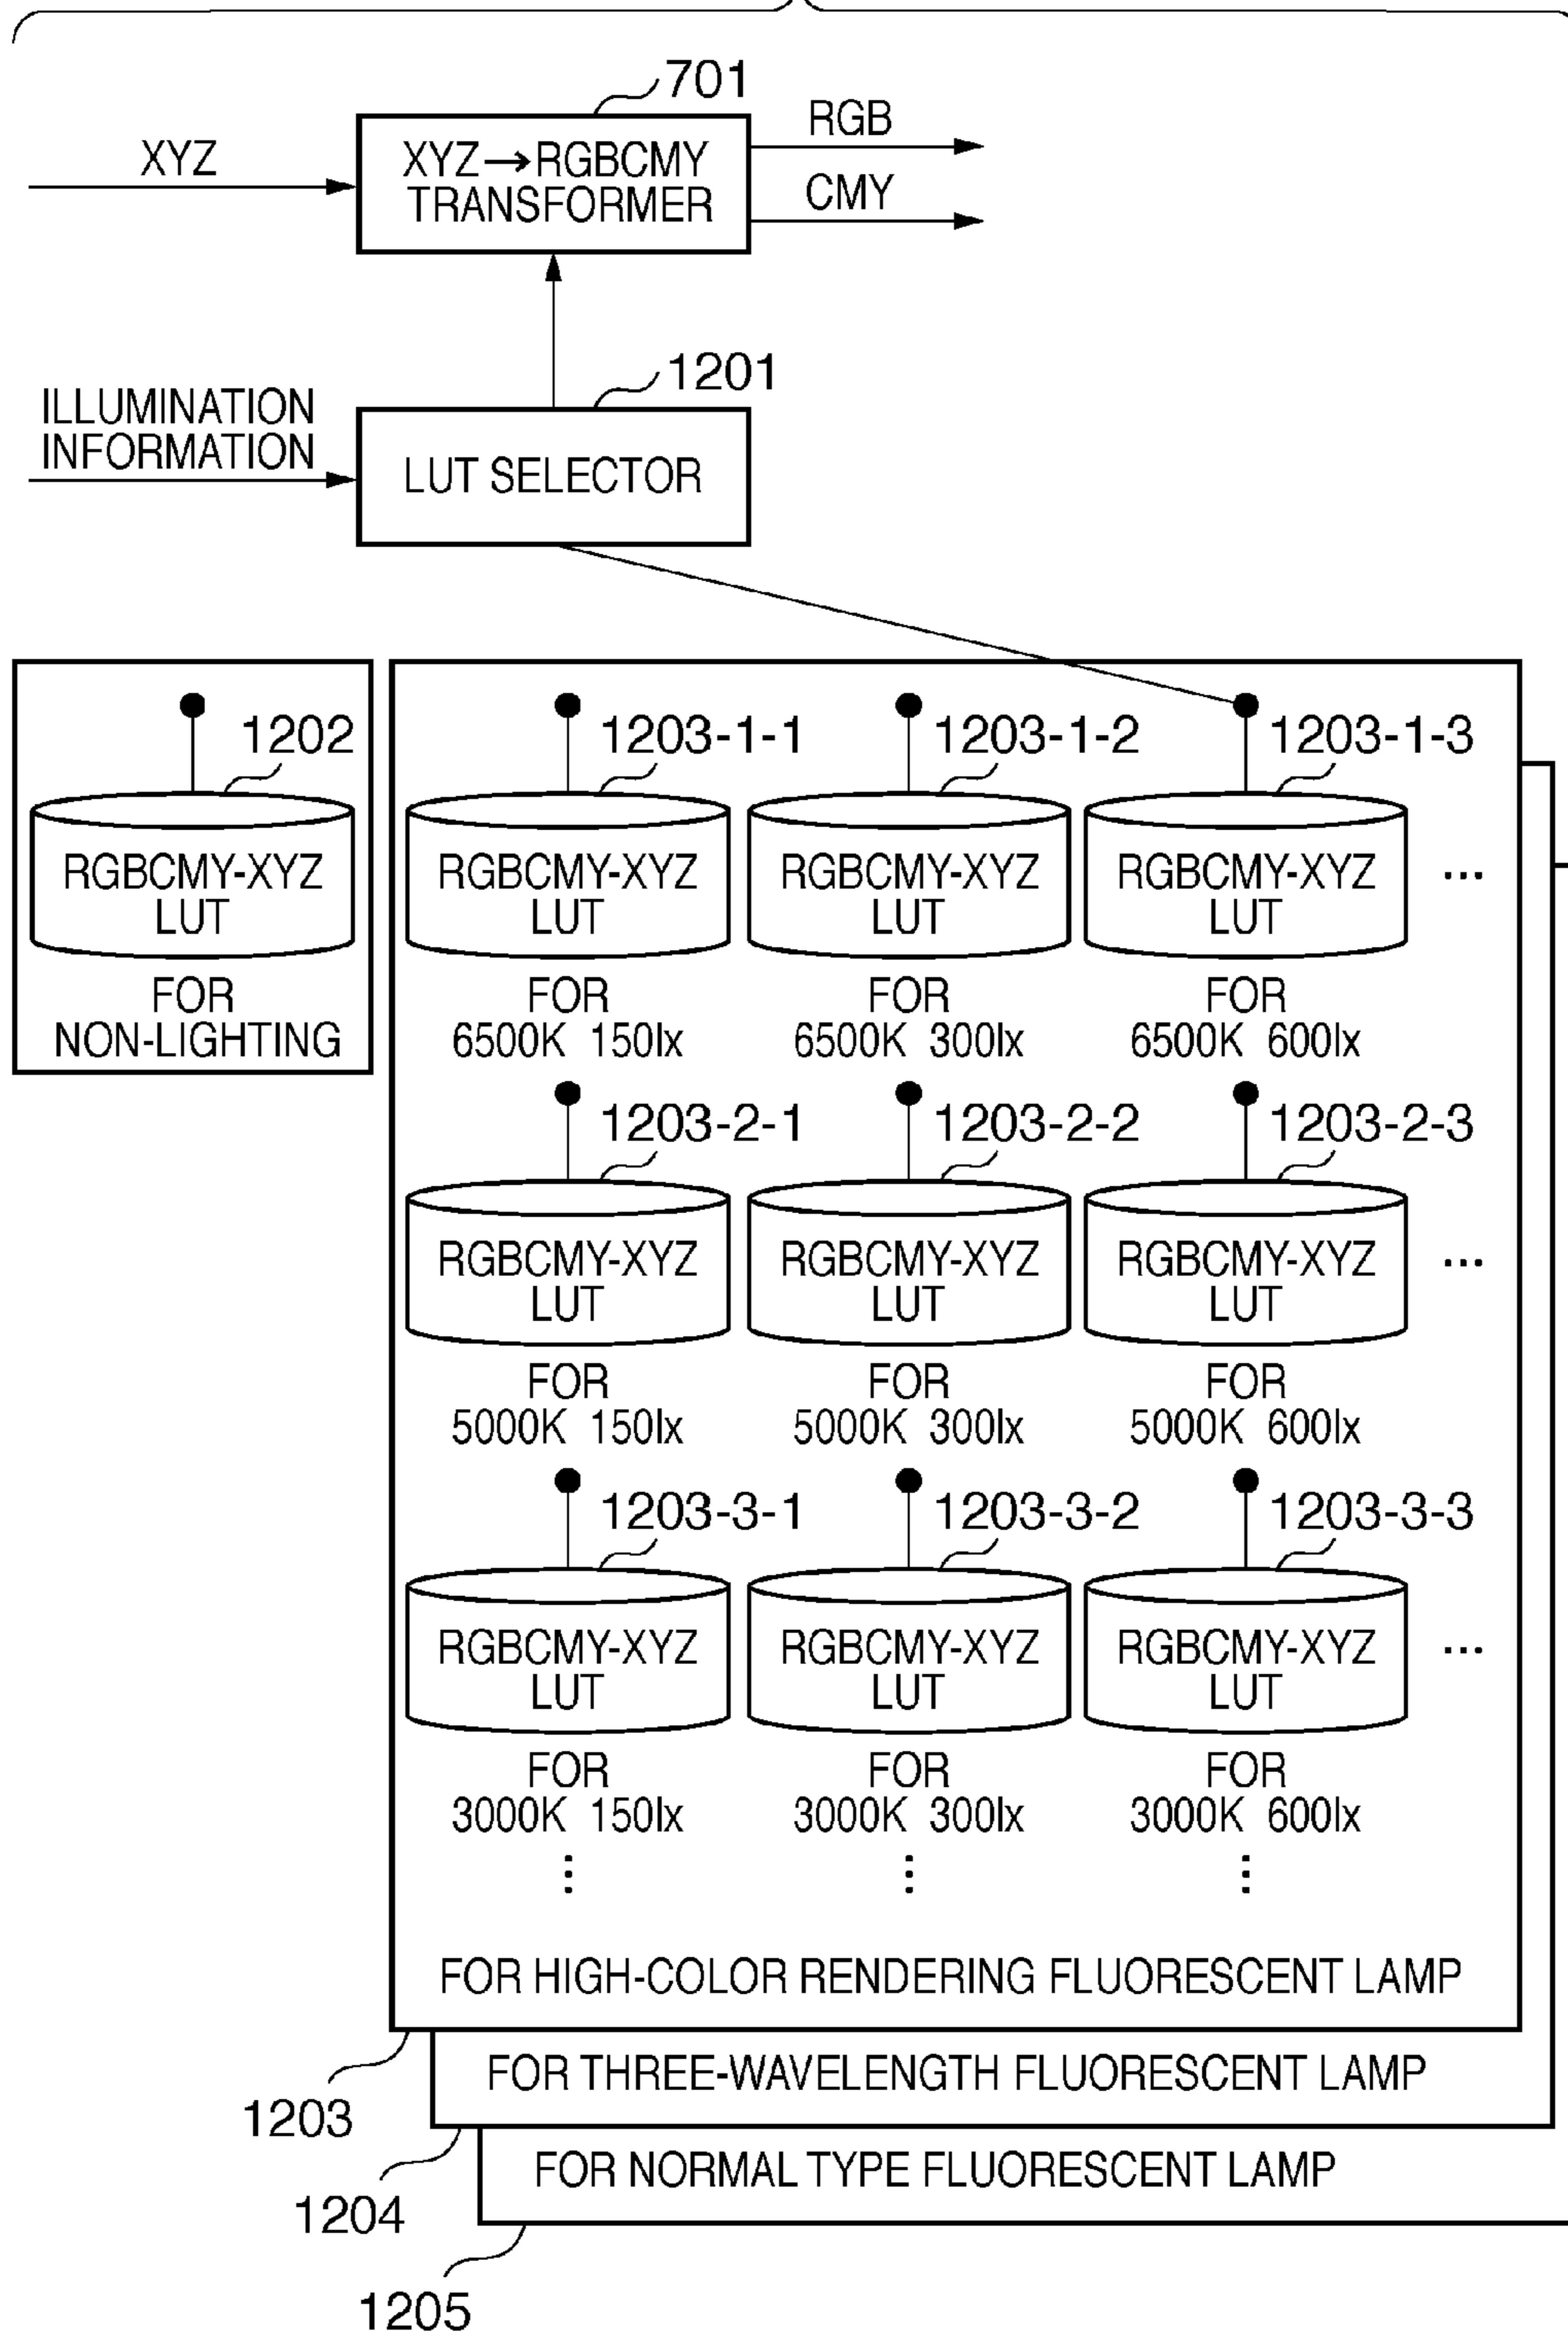 701
XYZ
XYZ→RGBCMY
TRANSFORMER
RGB
CMY
1201
ILLUMINATION
INFORMATION
LUT SELECTOR
1202
RGBCMY-XYZ
LUT
FOR
NON-LIGHTING
1203-1-1
1203-1-2
1203-1-3
RGBCMY-XYZ
LUT
RGBCMY-XYZ
LUT
RGBCMY-XYZ
LUT
...
FOR
6500K 150lx
FOR
6500K 300lx
FOR
6500K 600lx
1203-2-1
1203-2-2
1203-2-3
RGBCMY-XYZ
LUT
RGBCMY-XYZ
LUT
RGBCMY-XYZ
LUT
...
FOR
5000K 150lx
FOR
5000K 300lx
FOR
5000K 600lx
1203-3-1
1203-3-2
1203-3-3
RGBCMY-XYZ
LUT
RGBCMY-XYZ
LUT
RGBCMY-XYZ
LUT
...
FOR
3000K 150lx
FOR
3000K 300lx
FOR
3000K 600lx
⋮
⋮
⋮
FOR HIGH-COLOR RENDERING FLUORESCENT LAMP
1203
FOR THREE-WAVELENGTH FLUORESCENT LAMP
1204
FOR NORMAL TYPE FLUORESCENT LAMP
1205